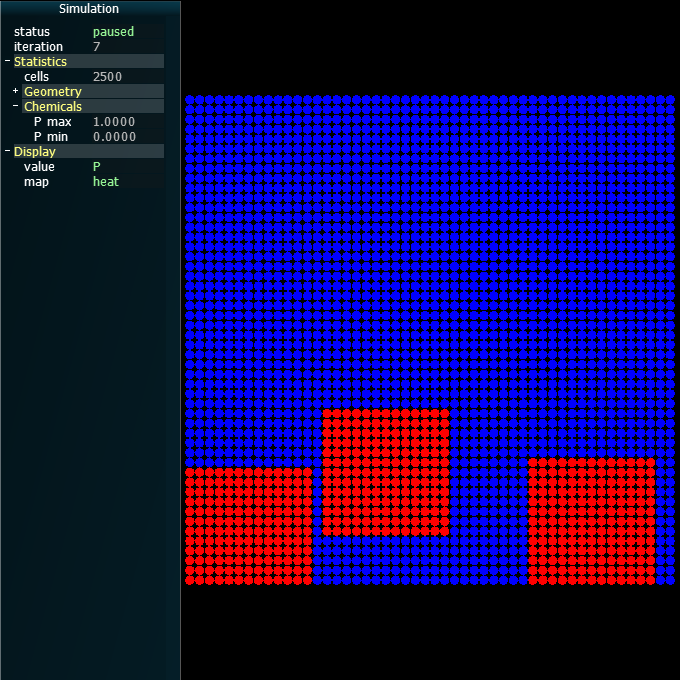 Simulation
status paused
iteration 7
- Statistics
cells 2500
+ Geometry
- Chemicals
P max 1.0000
P min 0.0000
- Display
value P
map heat